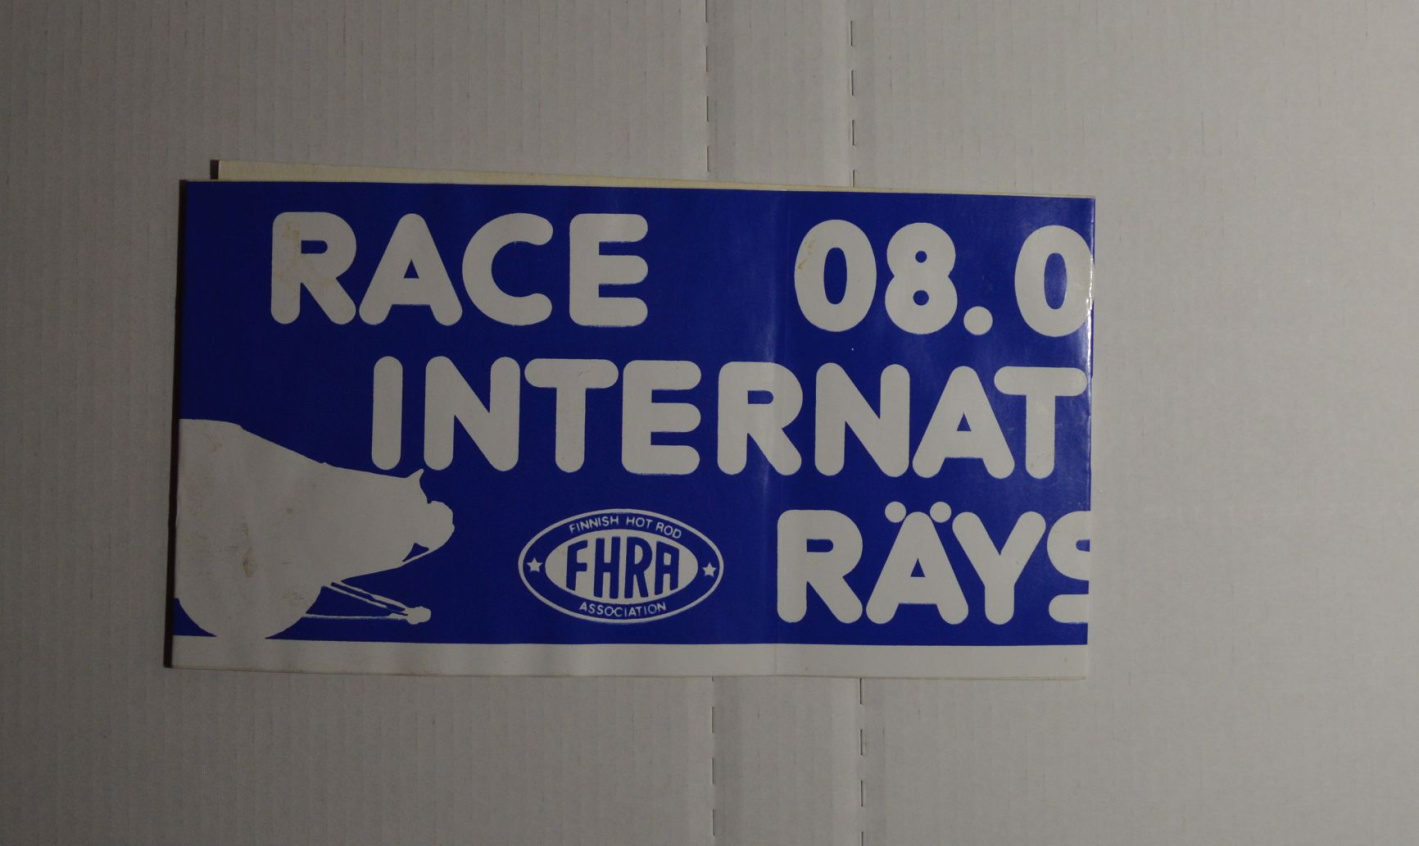 RACE 08.0
INTERNAT
FINNISH HOT ROD
FHRA
ASSOCIATION
RÄYS